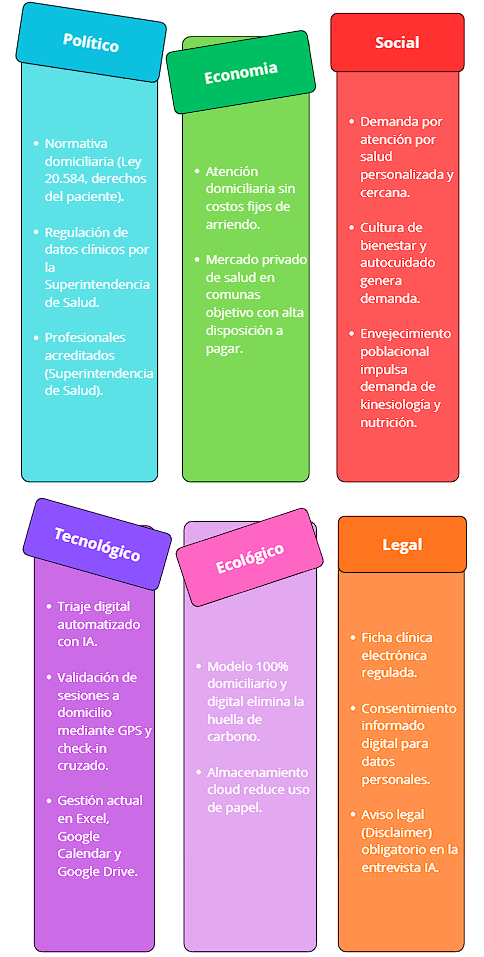 Político
• Normativa
domiciliaria (Ley
20.584, derechos
del paciente).
• Regulación de
datos clínicos por
la
Superintendencia
de Salud.
• Profesionales
acreditados
(Superintendencia
de Salud).
Economia
• Atención
domiciliaria sin
costos fijos de
arriendo.
• Mercado privado
de salud en
comunas
objetivo con alta
disposición a
pagar.
Social
• Demanda por
atención por
salud
personalizada y
cercana.
• Cultura de
bienestar y
autocuidado
genera
demanda.
• Envejecimiento
poblacional
impulsa
demanda de
kinesiología y
nutrición.
Tecnológico
• Triaje digital
automatizado
con IA.
• Validación de
sesiones a
domicilio
mediante GPS y
check-in
cruzado.
• Gestión actual
en Excel,
Google
Calendar y
Google Drive.
Ecológico
• Modelo 100%
domiciliario y
digital elimina la
huella de
carbono.
• Almacenamiento
cloud reduce uso
de papel.
Legal
• Ficha clínica
electrónica
regulada.
• Consentimiento
informado
digital para
datos
personales.
• Aviso legal
(Disclaimer)
obligatorio en la
entrevista IA.